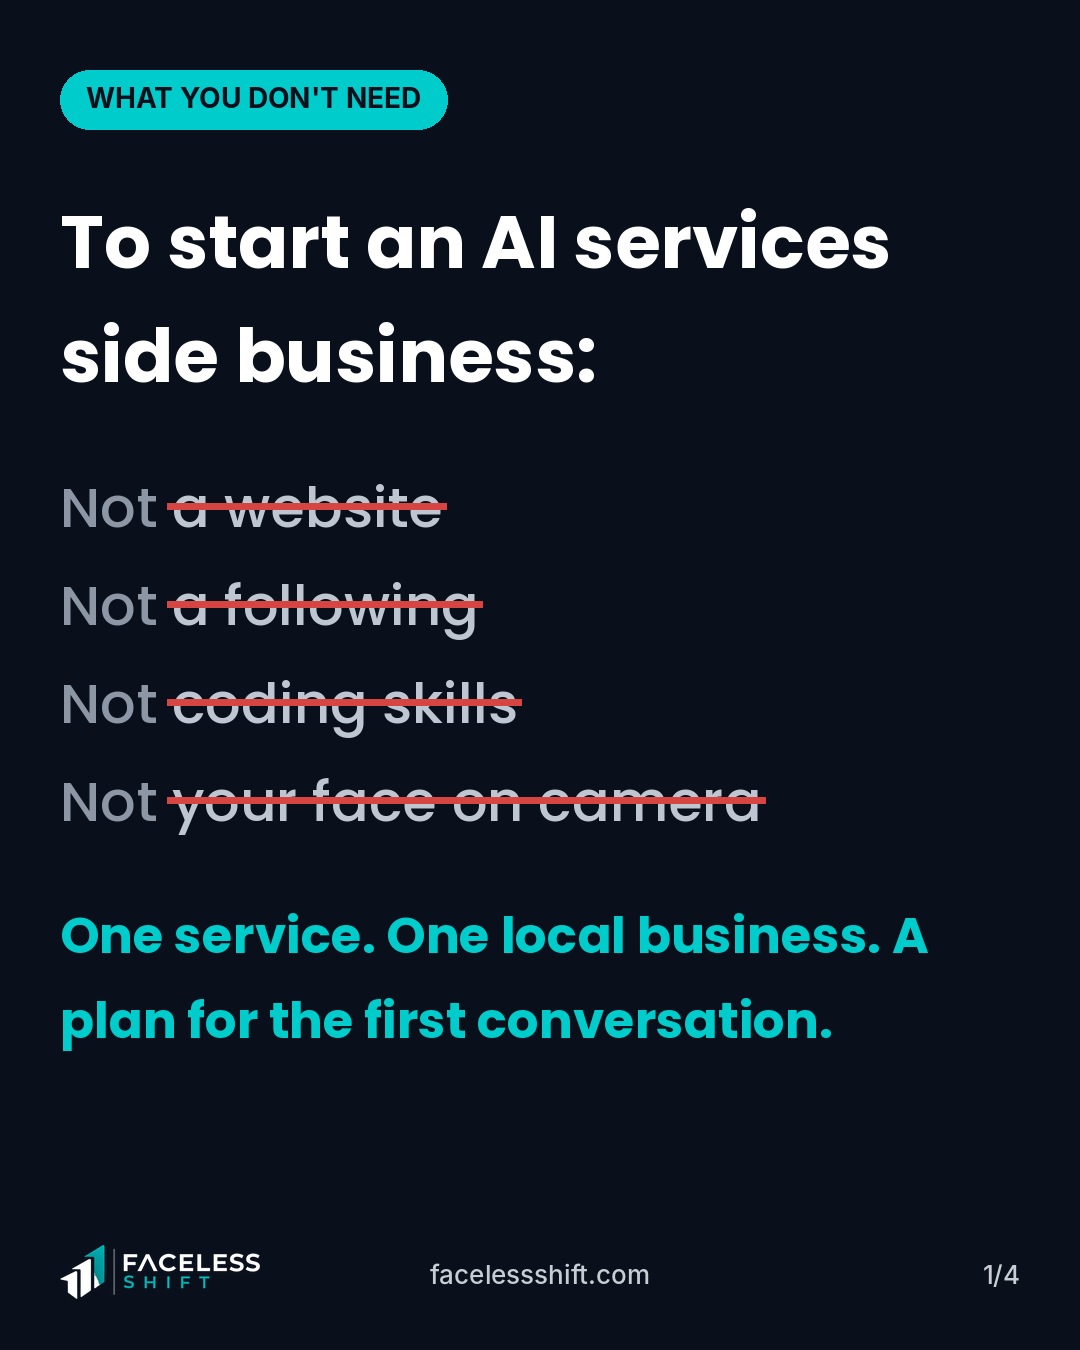 WHAT YOU DON'T NEED
To start an AI services
side business:
Not a website
Not a following
Not coding skills
Not your face on camera
One service. One local business. A
plan for the first conversation.
FACELESS
SHIFT
facelessshift.com
1/4